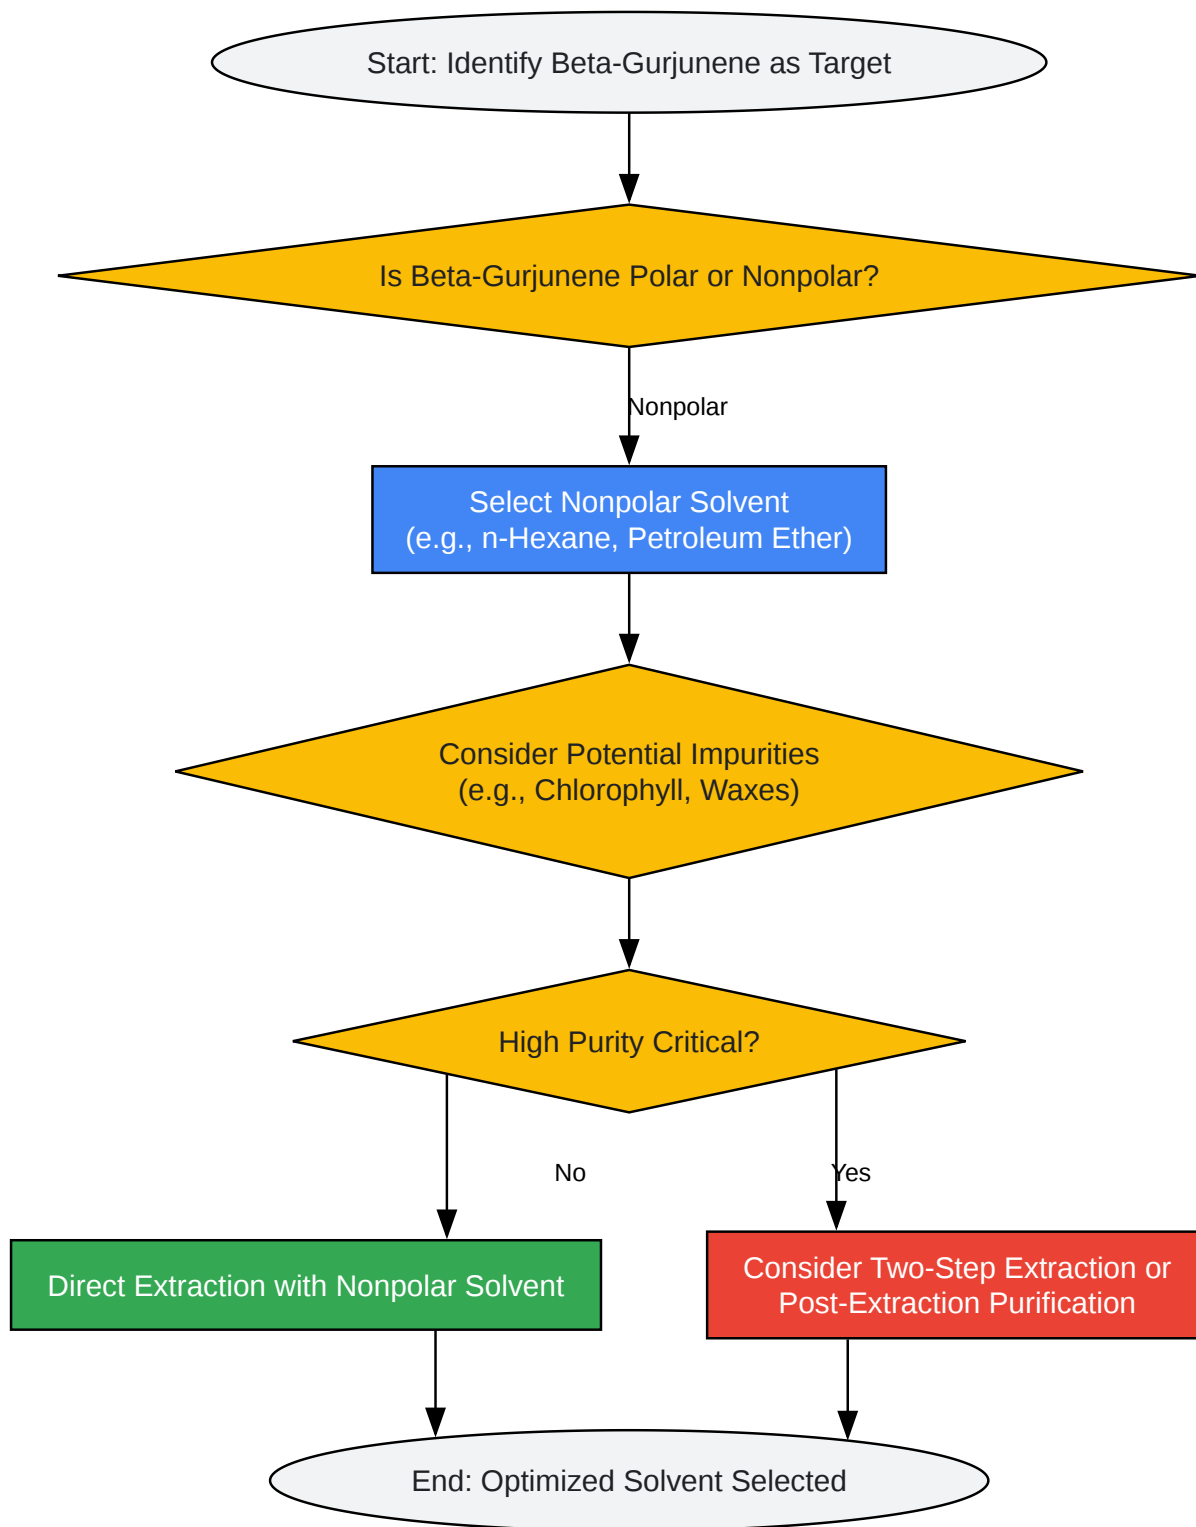 Start: Identify Beta-Gurjunene as Target
Is Beta-Gurjunene Polar or Nonpolar?
Nonpolar
Select Nonpolar Solvent
(e.g., n-Hexane, Petroleum Ether)
Consider Potential Impurities
(e.g., Chlorophyll, Waxes)
High Purity Critical?
No
Yes
Direct Extraction with Nonpolar Solvent
Consider Two-Step Extraction or
Post-Extraction Purification
End: Optimized Solvent Selected